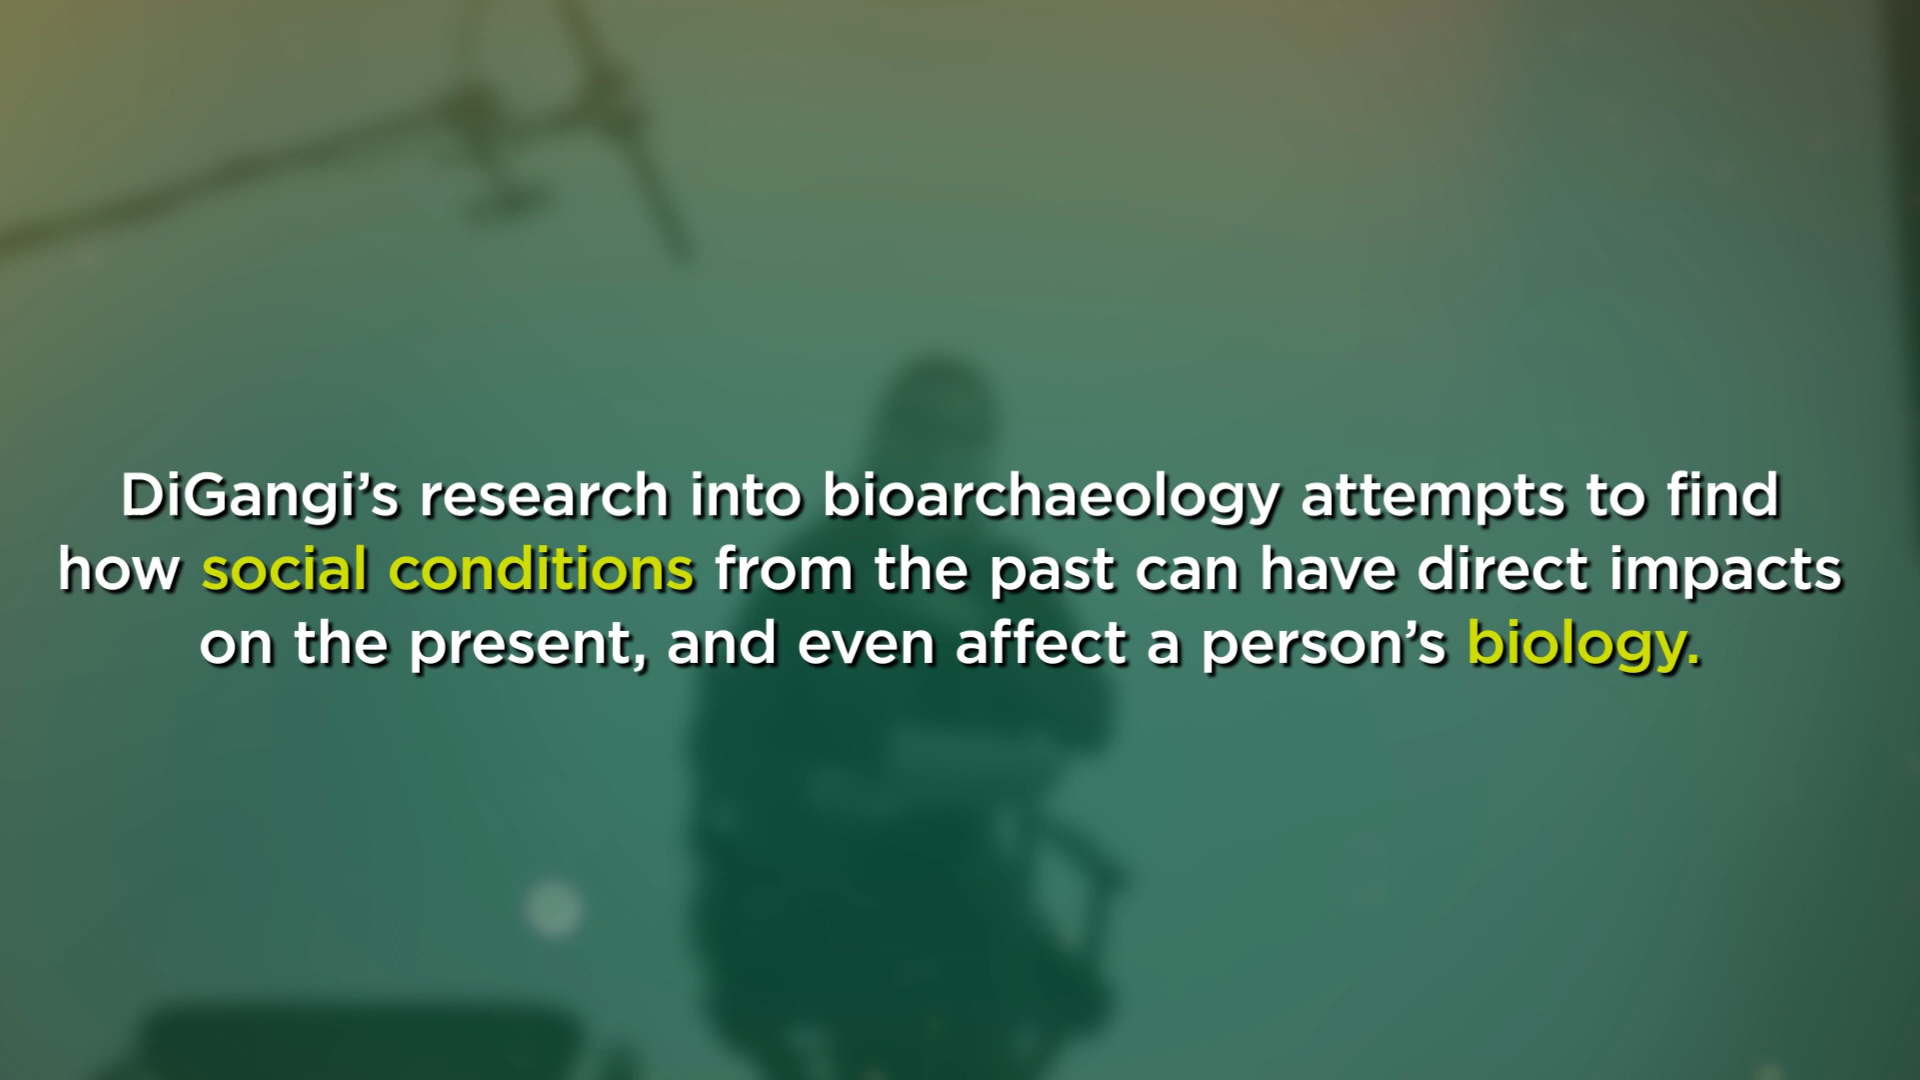 DiGangi’s research into bioarchaeology attempts to find
how social conditions from the past can have direct impacts
on the present, and even affect a person’s biology.